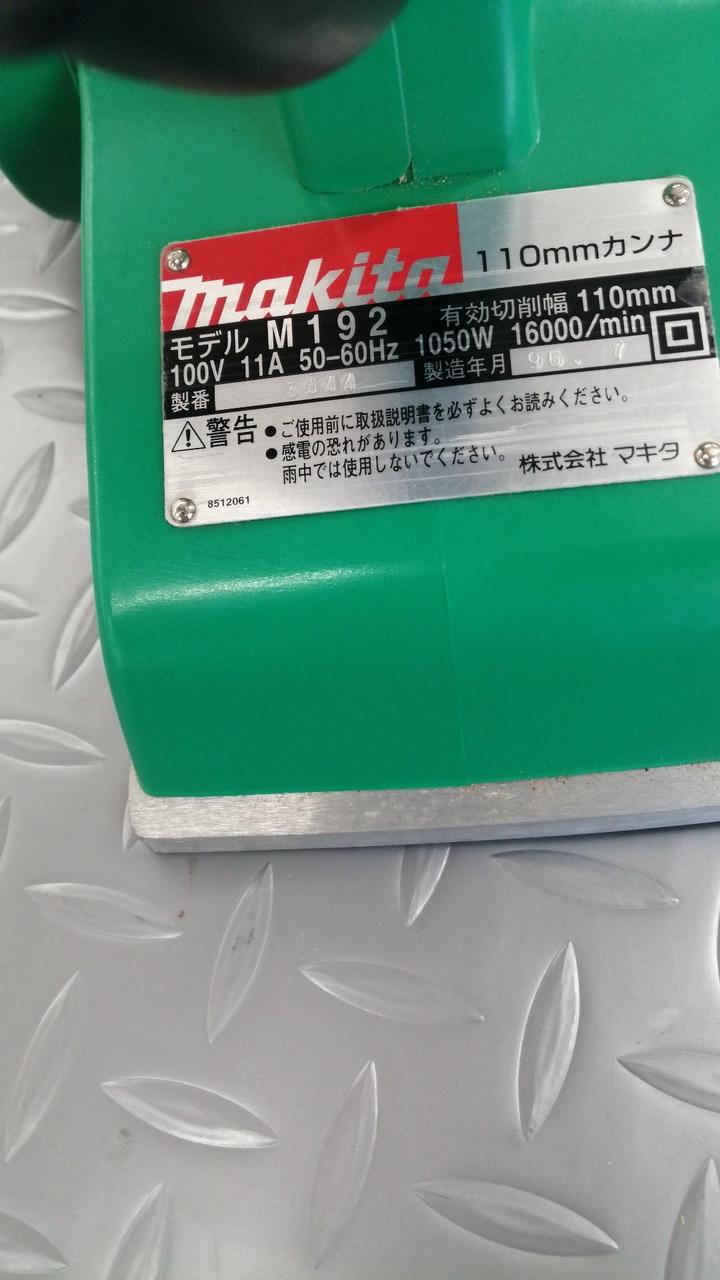 makita 110mmカンナ
モデル M192 有効切削幅 110mm
100V 11A 50-60Hz 1050W 16000/min
製番 3444 製造年月 96. 7
警告 ●ご使用前に取扱説明書を必ずよくお読みください。
●感電の恐れがあります。
雨中では使用しないでください。 株式会社 マキタ
8512061